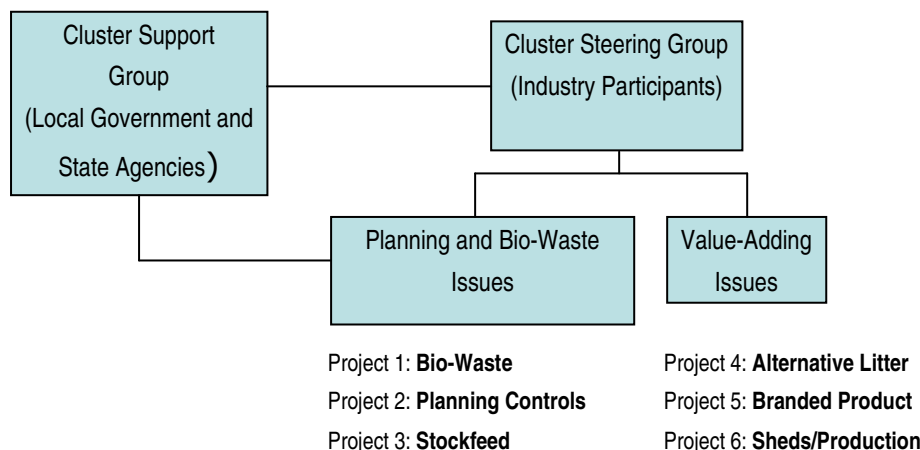 Cluster Support
Group
(Local Government and
State Agencies)
Cluster Steering Group
(Industry Participants)
Planning and Bio-Waste
Issues
Value-Adding
Issues
Project 1: Bio-Waste
Project 2: Planning Controls
Project 3: Stockfeed
Project 4: Alternative Litter
Project 5: Branded Product
Project 6: Sheds/Production